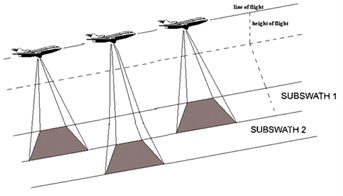 line of flight
height of flight
SUBSWATH 1
SUBSWATH 2